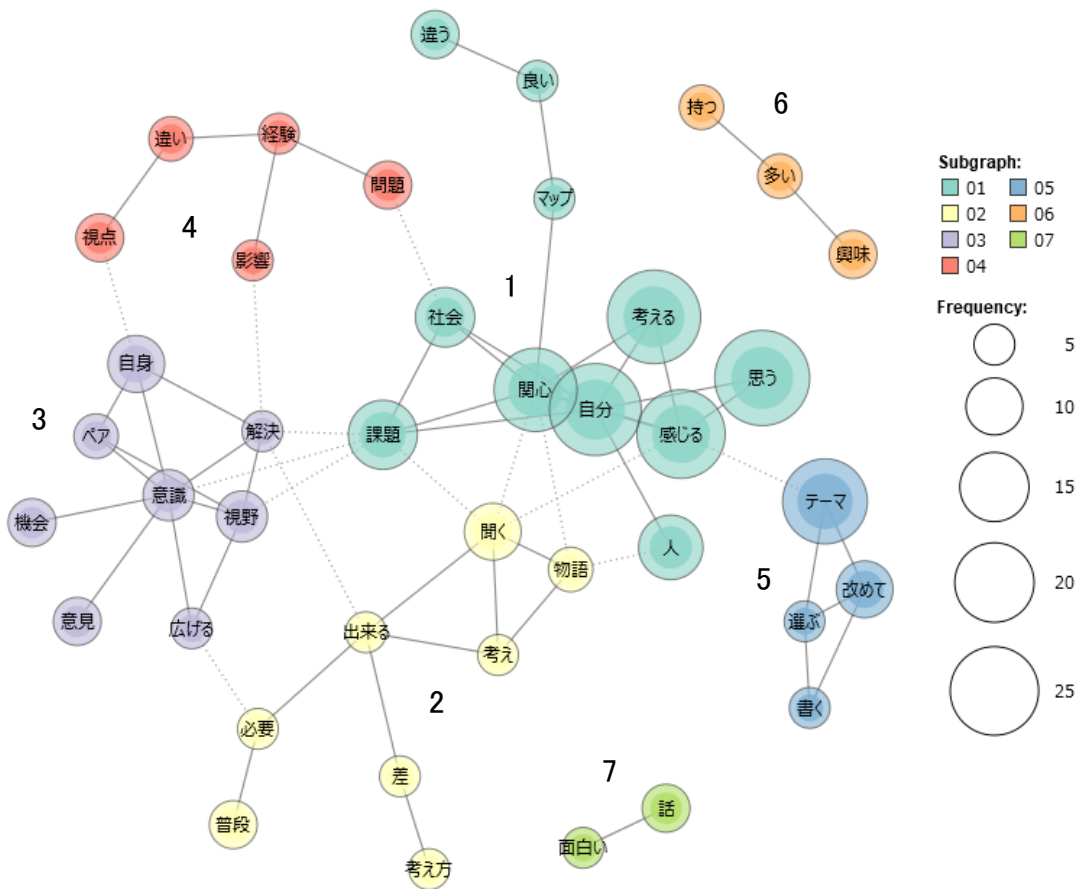 違う
良い
マップ
持つ
6
多い
興味
違い
経験
問題
視点
4
影響
1
社会
考える
関心
自分
思う
感じる
課題
自身
3
ペア
解決
意識
視野
機会
意見
広げる
聞く
物語
人
出来る
考え
2
必要
差
普段
考え方
テーマ
5
改めて
選ぶ
書く
7
話
面白い
Subgraph:
01 05
02 06
03 07
04
Frequency:
5
10
15
20
25